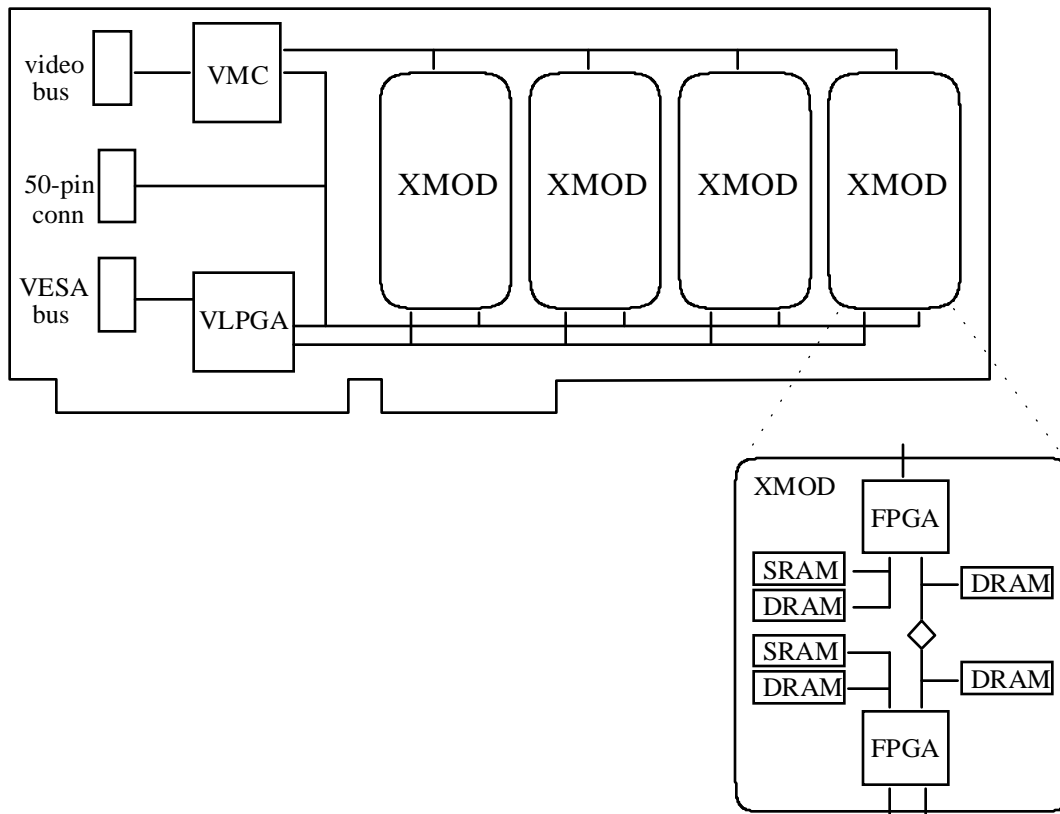 video
bus
VMC
50-pin
conn
VESA
bus
VLPGA
XMOD
XMOD
XMOD
XMOD
XMOD
FPGA
SRAM
DRAM
DRAM
SRAM
DRAM
DRAM
FPGA